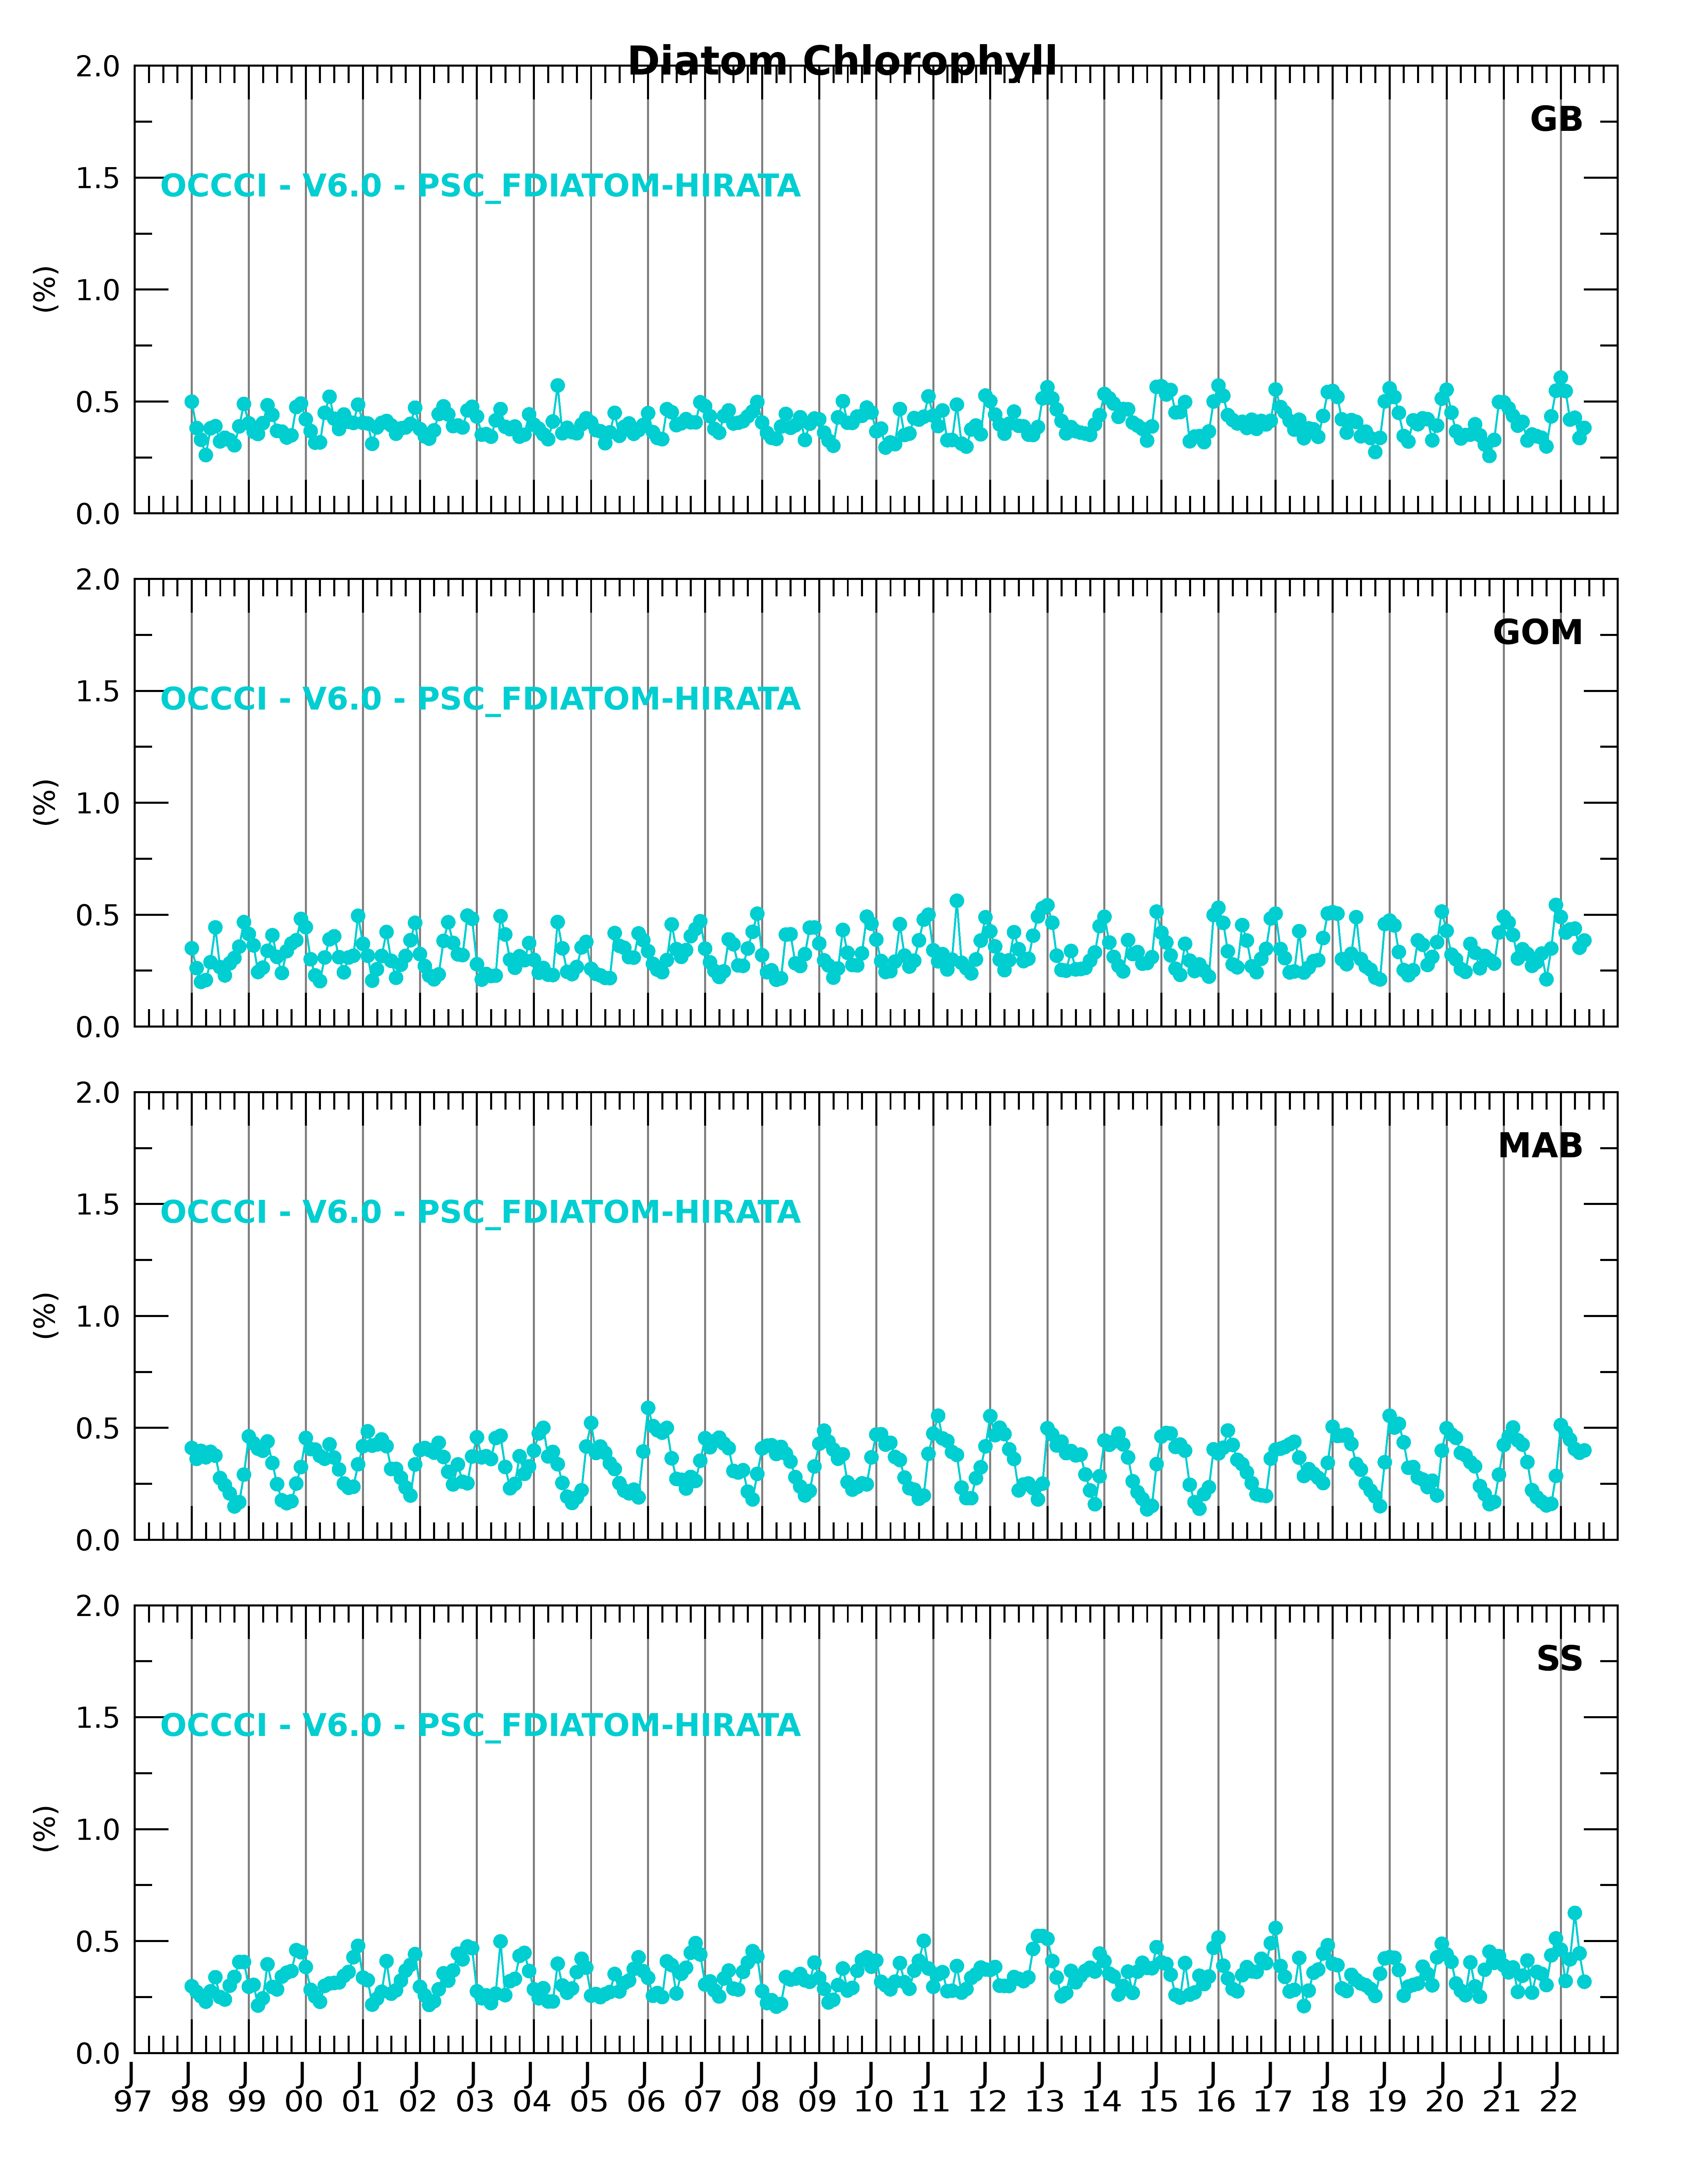 Diatom Chlorophyll
2.0
GB
1.5
OCCCI - V6.0 - PSC_FDIATOM-HIRATA
(%)
1.0
0.5
0.0
2.0
GOM
1.5
OCCCI - V6.0 - PSC_FDIATOM-HIRATA
(%)
1.0
0.5
0.0
2.0
MAB
1.5
OCCCI - V6.0 - PSC_FDIATOM-HIRATA
(%)
1.0
0.5
0.0
2.0
SS
1.5
OCCCI - V6.0 - PSC_FDIATOM-HIRATA
(%)
1.0
0.5
0.0
J J J J J J J J J J J J J J J J J J J J J J J J J J
97 98 99 00 01 02 03 04 05 06 07 08 09 10 11 12 13 14 15 16 17 18 19 20 21 22